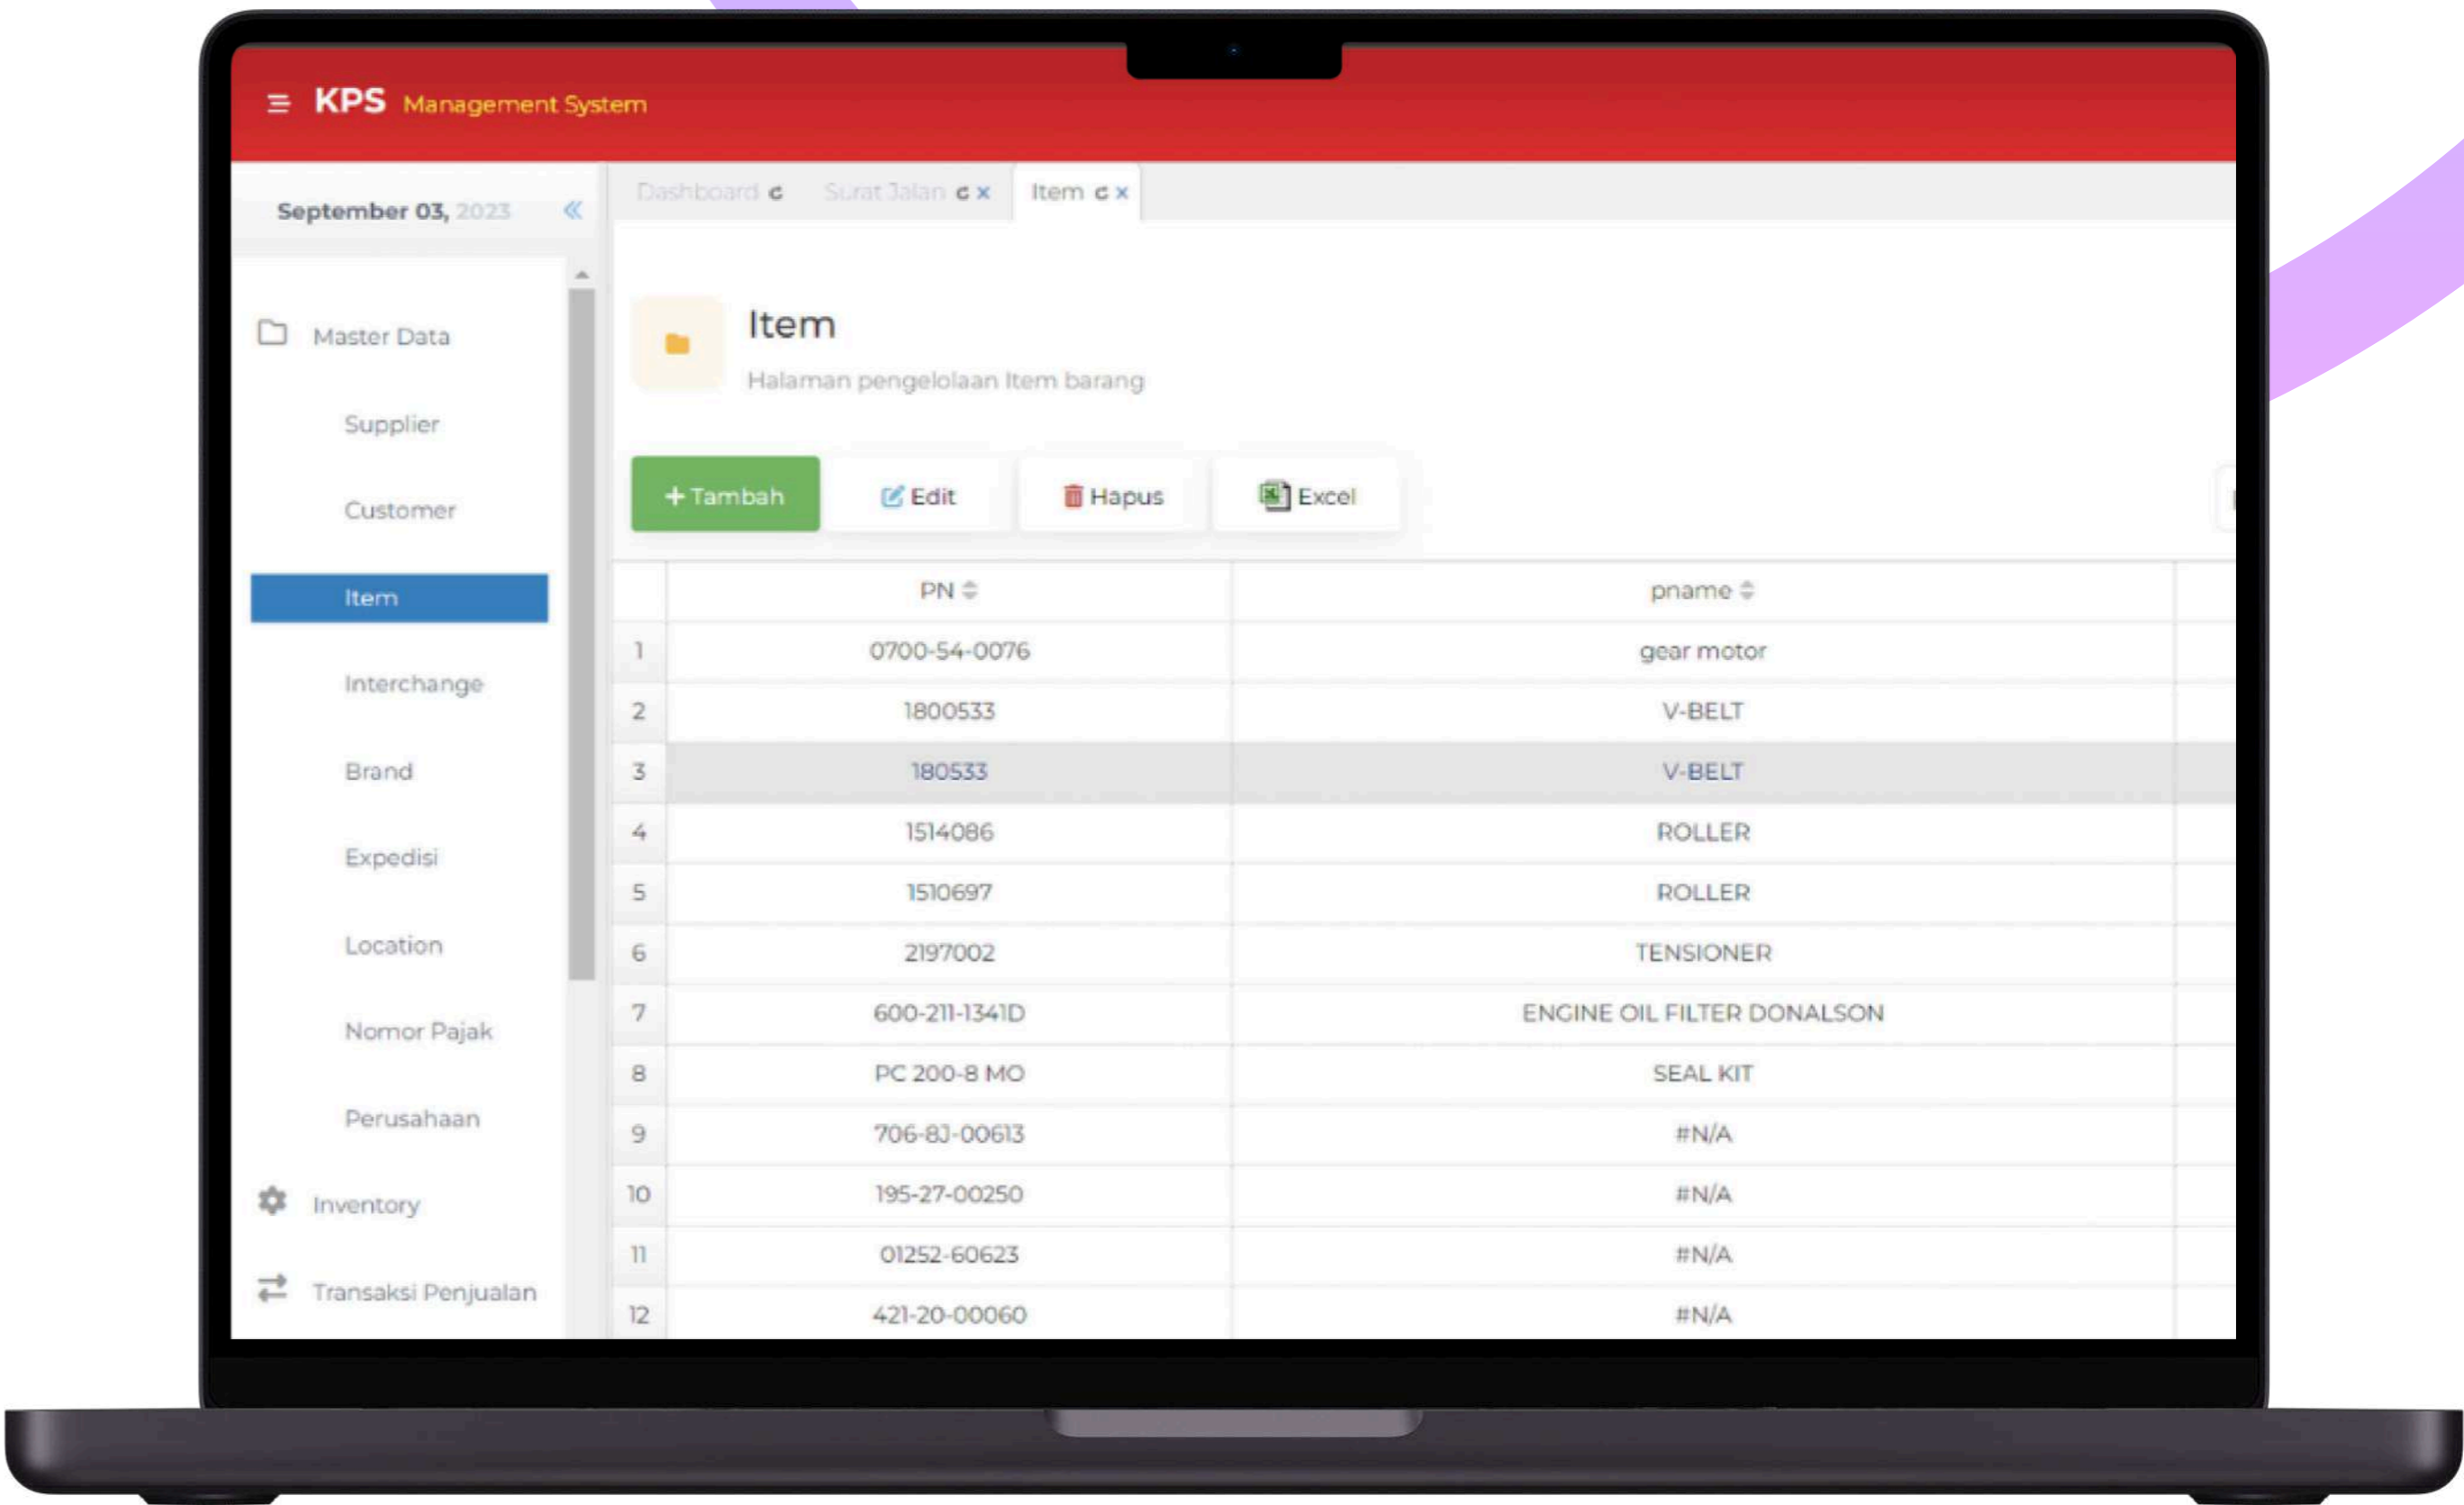 KPS Management System
September 03, 2023
Dashboard Surat Jalan Item
Master Data
Supplier
Customer
Item
Interchange
Brand
Expedisi
Location
Nomor Pajak
Perusahaan
Inventory
Transaksi Penjualan
Item
Halaman pengelolaan Item barang
+ Tambah Edit Hapus Excel
PN pname
1 0700-54-0076 gear motor
2 1800533 V-BELT
3 180533 V-BELT
4 1514086 ROLLER
5 1510697 ROLLER
6 2197002 TENSIONER
7 600-211-1341D ENGINE OIL FILTER DONALSON
8 PC 200-8 MO SEAL KIT
9 706-8J-00613 #N/A
10 195-27-00250 #N/A
11 01252-60623 #N/A
12 421-20-00060 #N/A